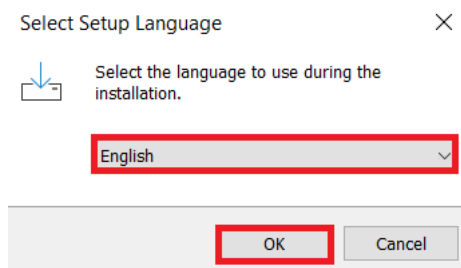 Select Setup Language
Select the language to use during the
installation.
English
OK
Cancel